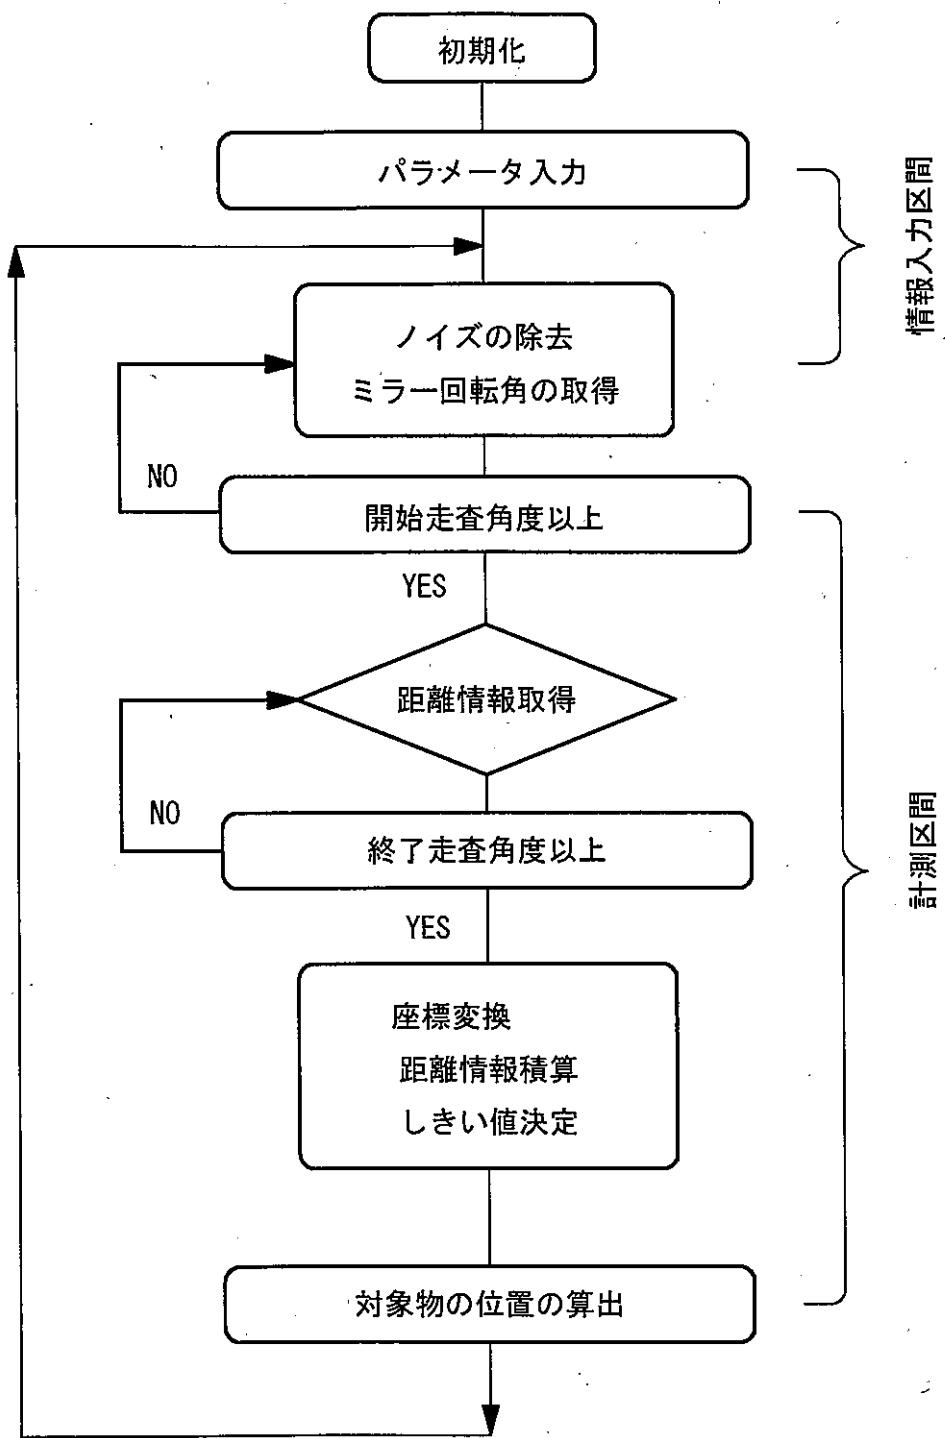 初期化
パラメータ入力
情報入力区間
ノイズの除去
ミラー回転角の取得
NO
開始走査角度以上
YES
距離情報取得
NO
終了走査角度以上
計測区間
YES
座標変換
距離情報積算
しきい値決定
対象物の位置の算出